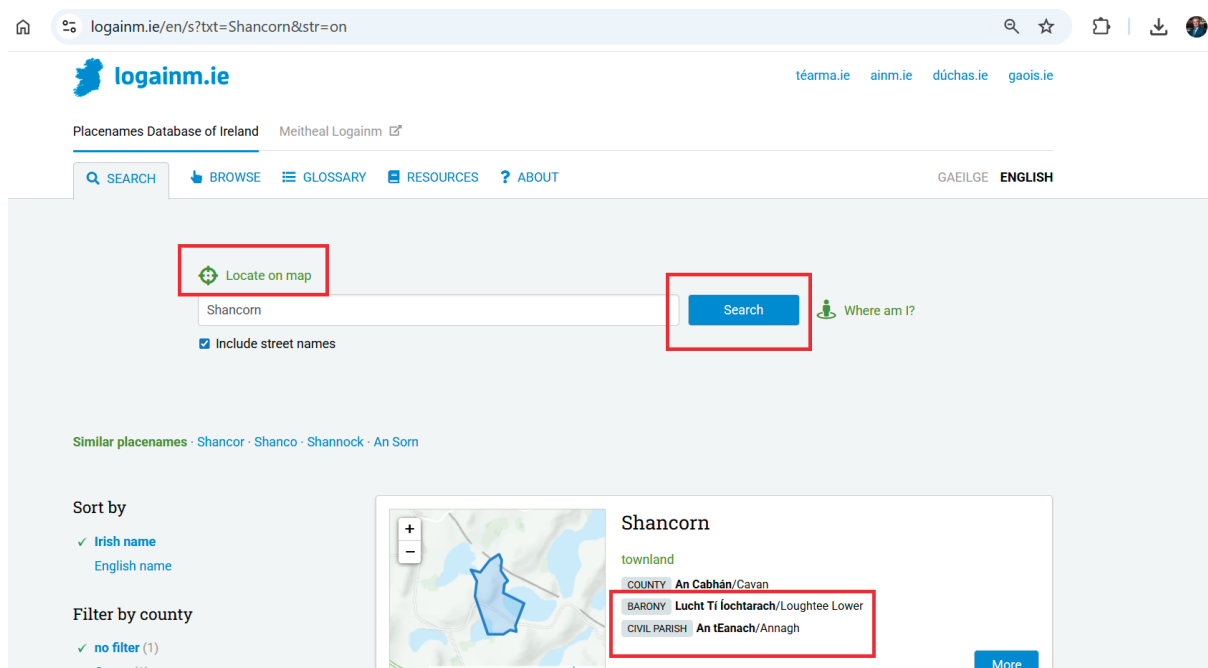 logainm.ie/en/s?txt=Shancorn&str=on
logainm.ie
téarma.ie ainm.ie dúchas.ie gaois.ie
Placenames Database of Ireland Meitheal Logainm
SEARCH BROWSE GLOSSARY RESOURCES ? ABOUT GAEILGE ENGLISH
Locate on map
Shancorn Search Where am I?
Include street names
Similar placenames · Shancor · Shanco · Shannock · An Sorn
Sort by
✓ Irish name
English name
Filter by county
✓ no filter (1)
+
−
Shancorn
townland
COUNTY An Cabhán/Cavan
BARONY Lucht Tí Íochtarach/Loughtee Lower
CIVIL PARISH An tEanach/Annagh
More